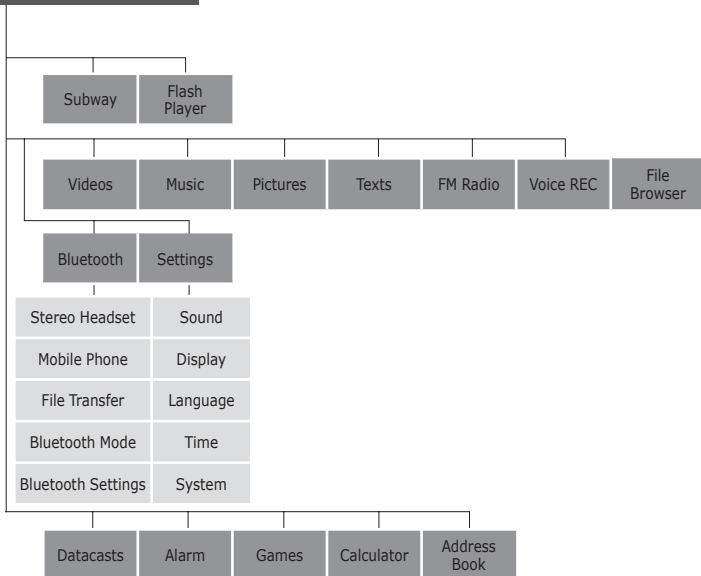 Subway
Flash
Player
Videos
Music
Pictures
Texts
FM Radio
Voice REC
File
Browser
Bluetooth
Settings
Stereo Headset
Sound
Mobile Phone
Display
File Transfer
Language
Bluetooth Mode
Time
Bluetooth Settings
System
Datacasts
Alarm
Games
Calculator
Address
Book